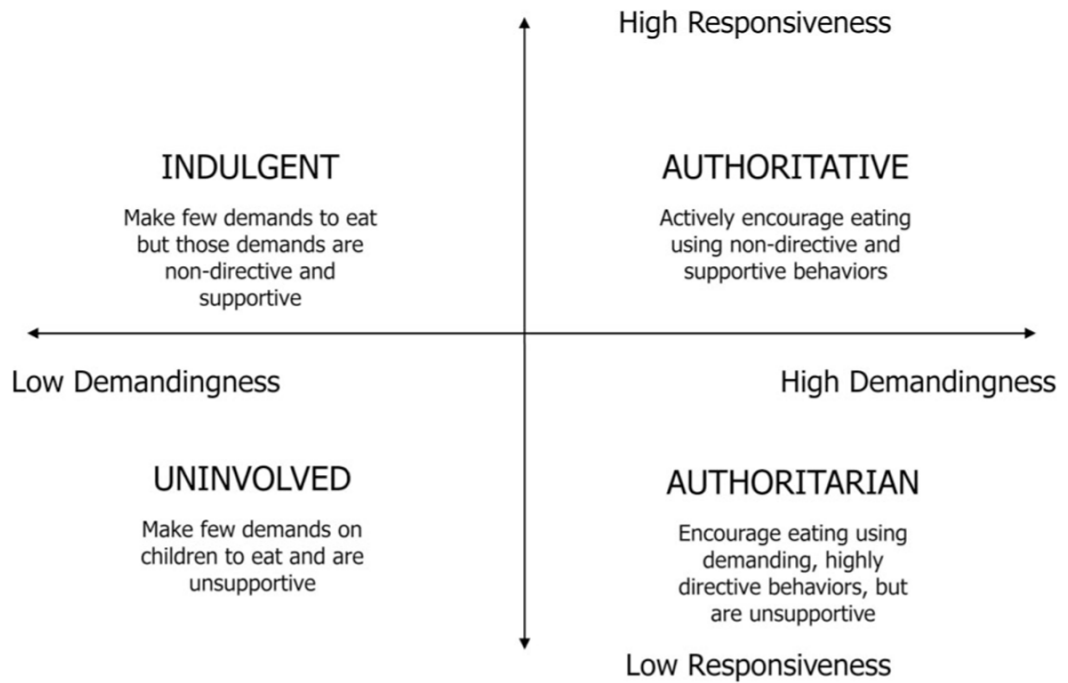 High Responsiveness
INDULGENT
Make few demands to eat
but those demands are
non-directive and
supportive
AUTHORITATIVE
Actively encourage eating
using non-directive and
supportive behaviors
Low Demandingness
High Demandingness
UNINVOLVED
Make few demands on
children to eat and are
unsupportive
AUTHORITARIAN
Encourage eating using
demanding, highly
directive behaviors, but
are unsupportive
Low Responsiveness